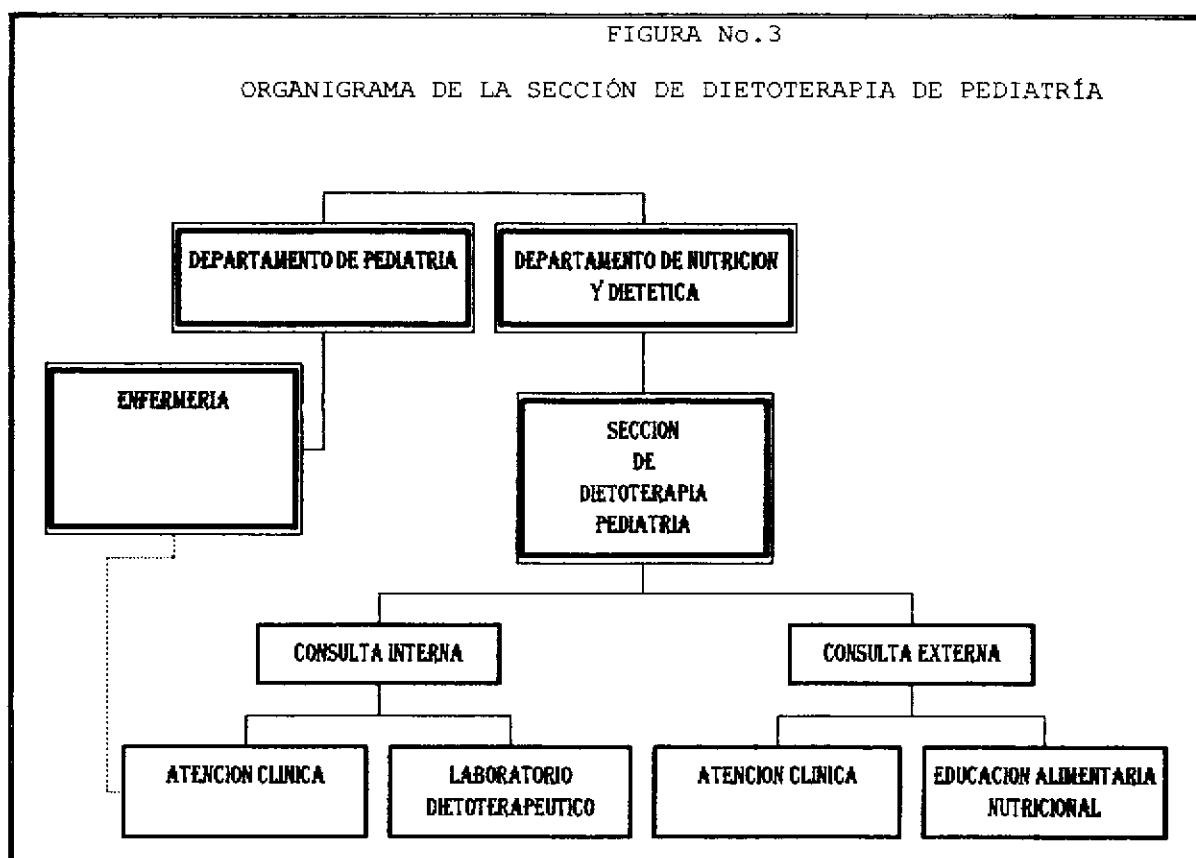 FIGURA No.3
ORGANIGRAMA DE LA SECCIÓN DE DIETOTERAPIA DE PEDIATRÍA
DEPARTAMENTO DE PEDIATRIA
DEPARTAMENTO DE NUTRICION
Y DIETETICA
ENFERMERIA
SECCION
DE
DIETOTERAPIA
PEDIATRIA
CONSULTA INTERNA
CONSULTA EXTERNA
ATENCION CLINICA
LABORATORIO
DIETOTERAPEUTICO
ATENCION CLINICA
EDUCACION ALIMENTARIA
NUTRICIONAL